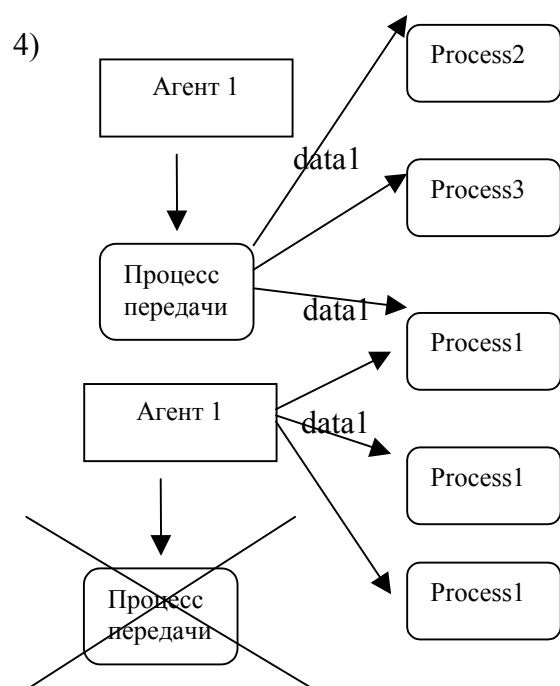 4)
Агент 1
Process2
data1
Process3
Процесс
передачи
data1
Process1
Агент 1
data1
Process1
Process1
Процесс
передачи